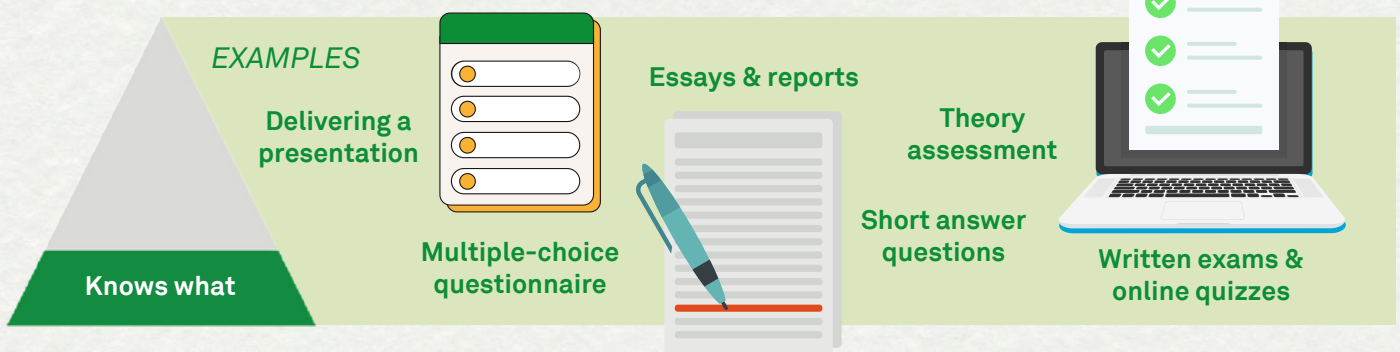 EXAMPLES
Delivering a
presentation
Multiple-choice
questionnaire
Essays & reports
Theory
assessment
Short answer
questions
Written exams &
online quizzes
Knows what